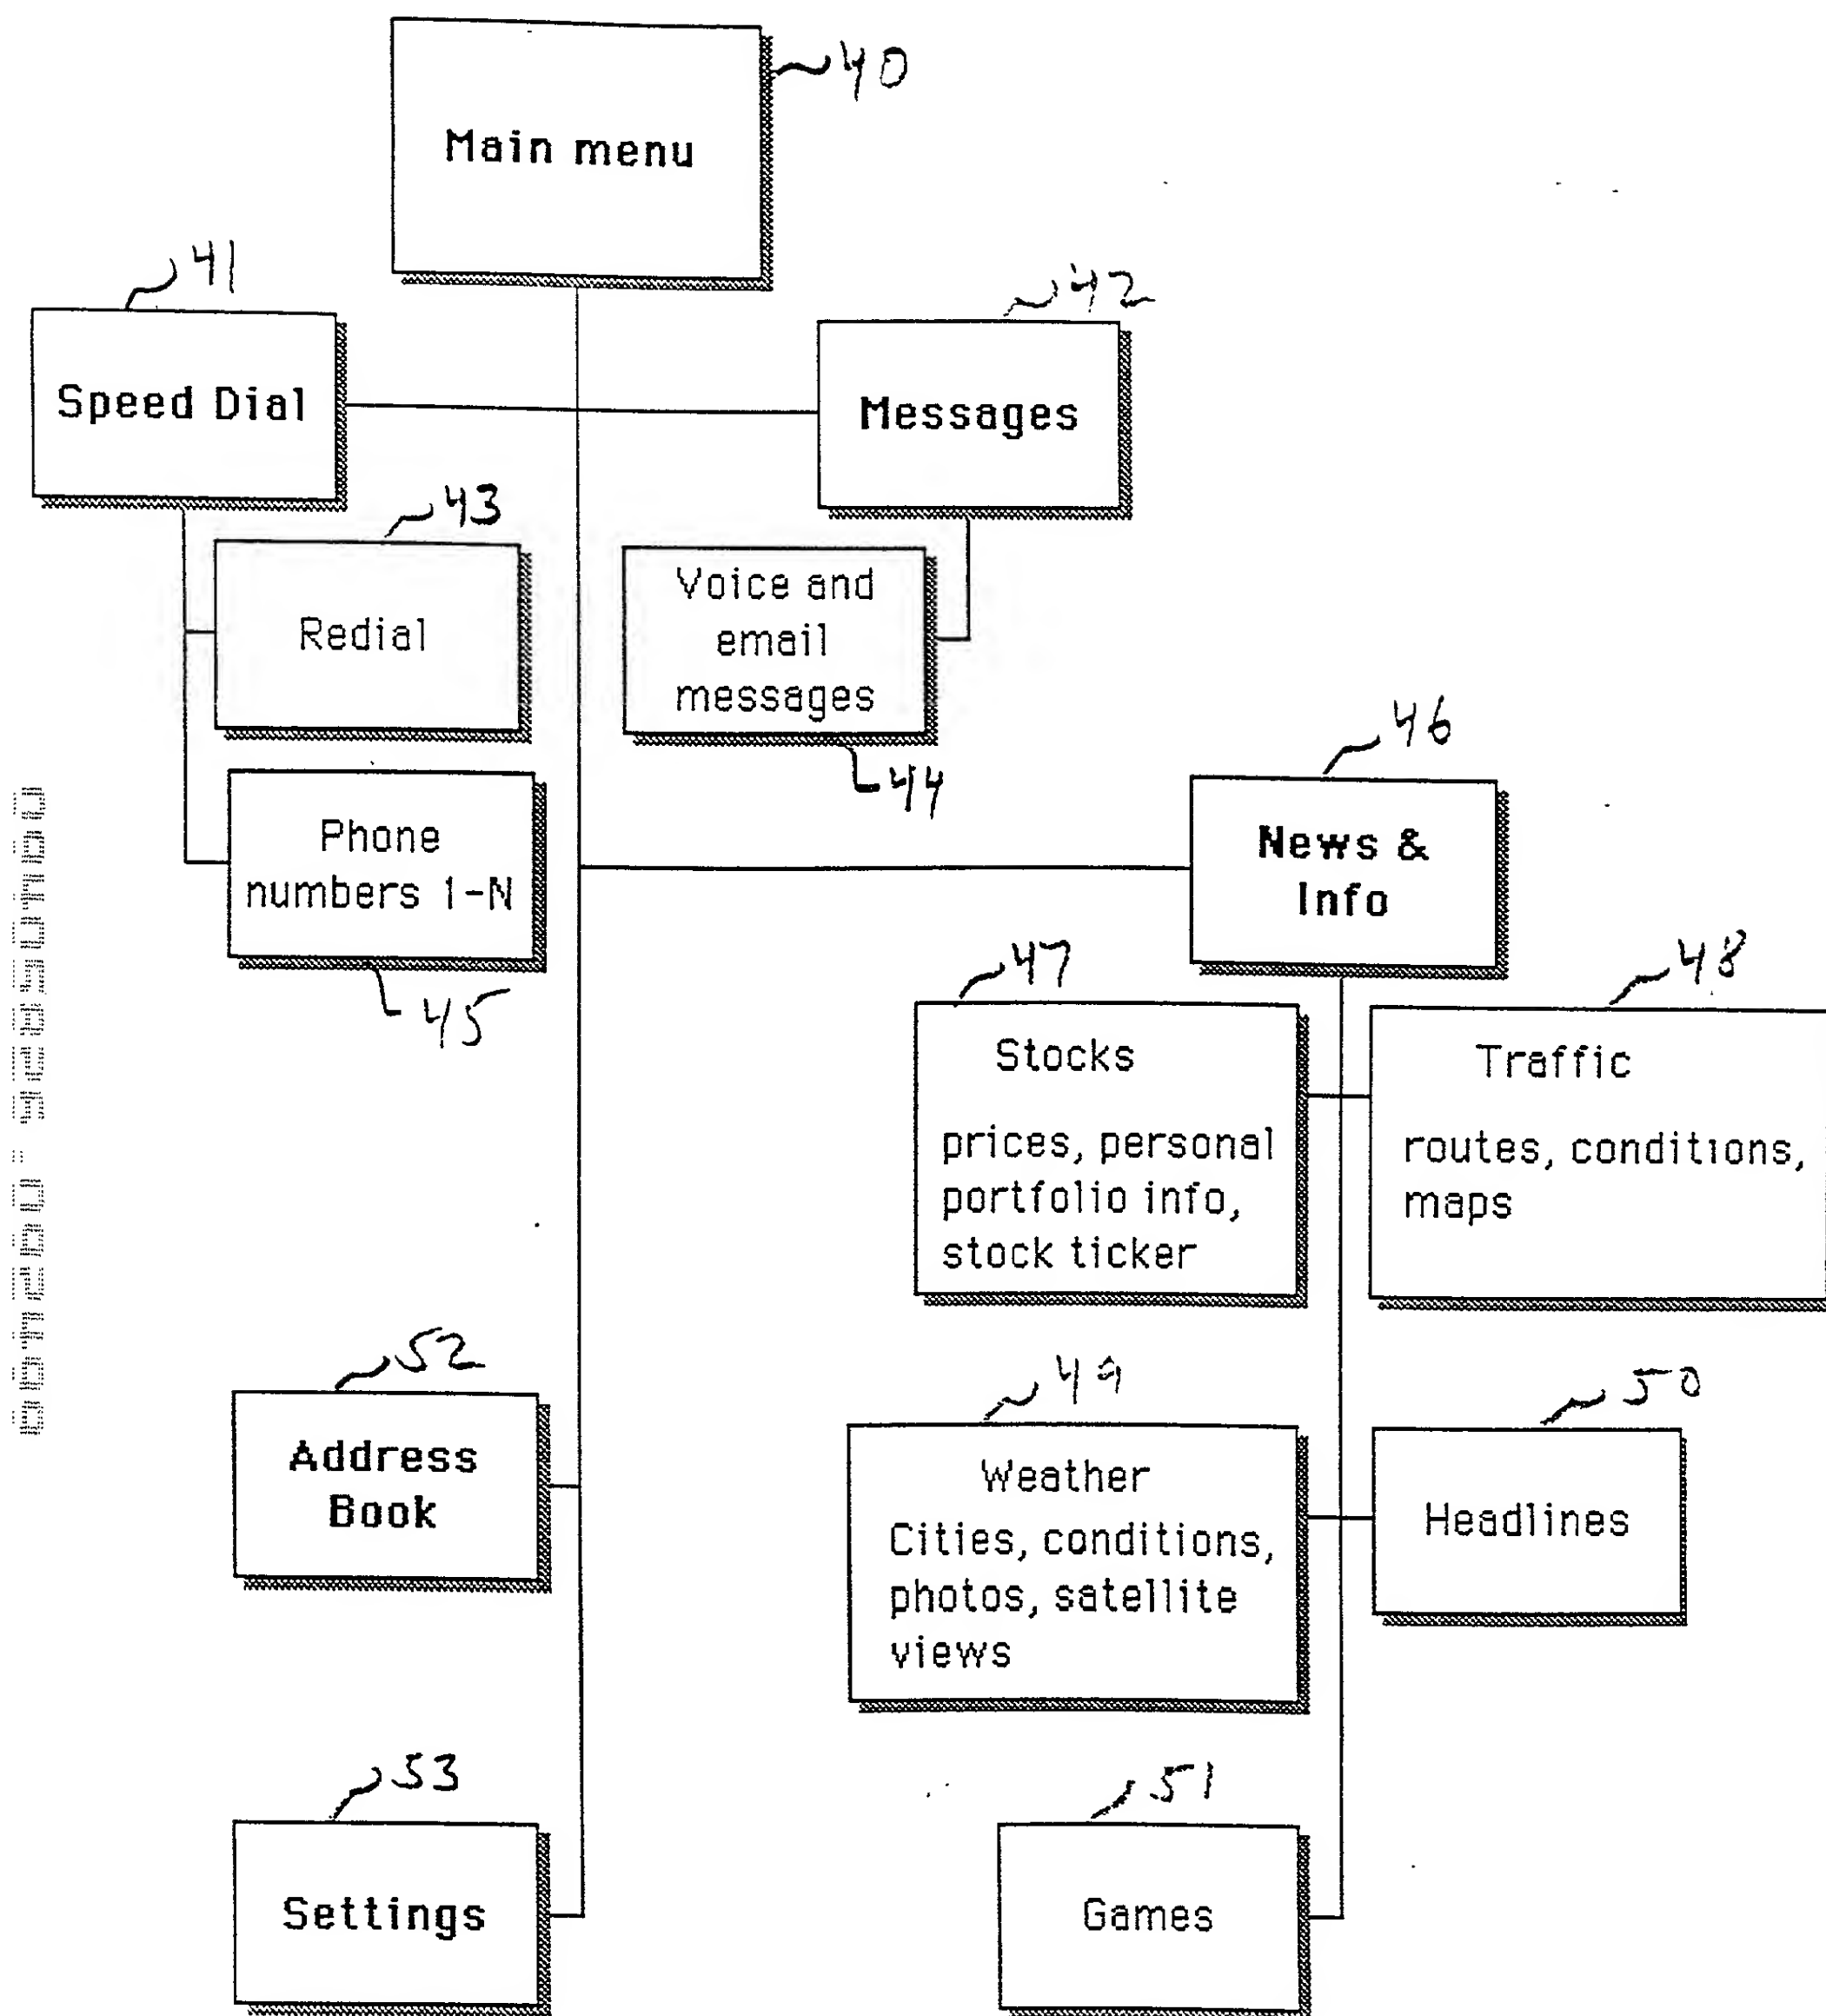 40
Main menu
41
42
Speed Dial
Messages
43
Redial
Voice and
email
messages
44
46
Phone
numbers 1-N
45
News &
Info
47
48
Stocks
prices, personal
portfolio info,
stock ticker
Traffic
routes, conditions,
maps
52
Address
Book
49
50
Weather
Cities, conditions,
photos, satellite
views
Headlines
53
Settings
51
Games